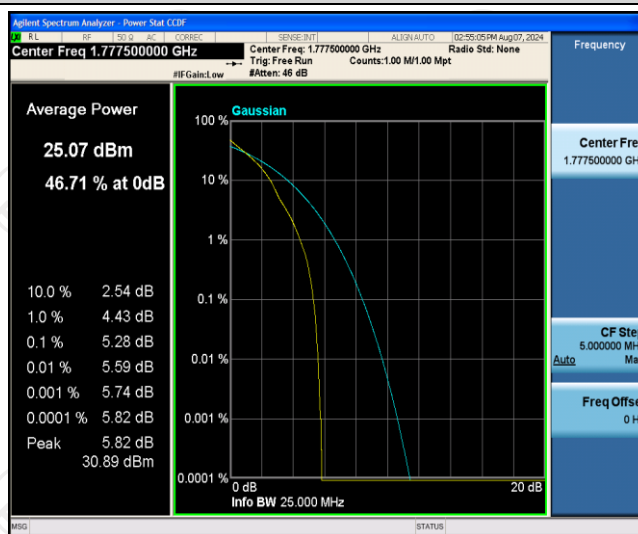 Agilent Spectrum Analyzer - Power Stat CCDF
RL RF 50 Ω AC CORREC SENSE:INT ALIGN AUTO 02:55:05 PM Aug 07, 2024
Center Freq 1.777500000 GHz
Center Freq: 1.777500000 GHz Radio Std: None
Trig: Free Run Counts:1.00 M/1.00 Mpt
#IFGain:Low #Atten: 46 dB
Frequency
Average Power
25.07 dBm
46.71 % at 0dB
10.0 % 2.54 dB
1.0 % 4.43 dB
0.1 % 5.28 dB
0.01 % 5.59 dB
0.001 % 5.74 dB
0.0001 % 5.82 dB
Peak 5.82 dB
30.89 dBm
Gaussian
100 %
10 %
1 %
0.1 %
0.01 %
0.001 %
0.0001 %
0 dB 20 dB
Info BW 25.000 MHz
Center Fre
1.777500000 GH
CF Ste
5.000000 MH
Auto Ma
Freq Offse
0 H
MSG STATUS